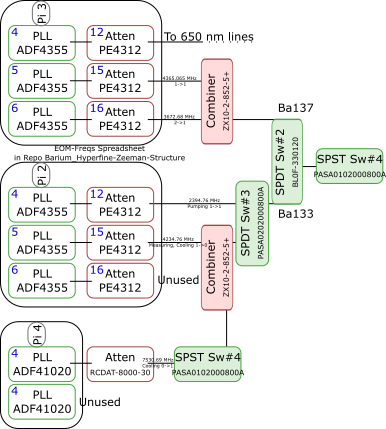 Pi 3
4 PLL ADF4355
12 Atten PE4312
To 650 nm lines
5 PLL ADF4355
15 Atten PE4312
4365.065 MHz
1->1
6 PLL ADF4355
16 Atten PE4312
3672.68 MHz
2->1
Combiner
ZX10-2-852-5+
EOM-Freqs Spreadsheet
in Repo Barium_Hyperfine-Zeeman-Structure
Ba137
SPDT Sw#2
BL0F-330120
SPST Sw#4
PASA0102000800A
Pi 2
4 PLL ADF4355
12 Atten PE4312
2394.76 MHz
Pumping 1->1
SPDT Sw#3
PASA0202000800A
Ba133
5 PLL ADF4355
15 Atten PE4312
4234.76 MHz
Measuring, Cooling 1->0
6 PLL ADF4355
16 Atten PE4312
Unused
Combiner
ZX10-2-852-5+
Pi 4
4 PLL ADF41020
Atten
RCDAT-8000-30
7530.69 MHz
Cooling 0->1
SPST Sw#4
PASA0102000800A
4 PLL ADF41020
Unused